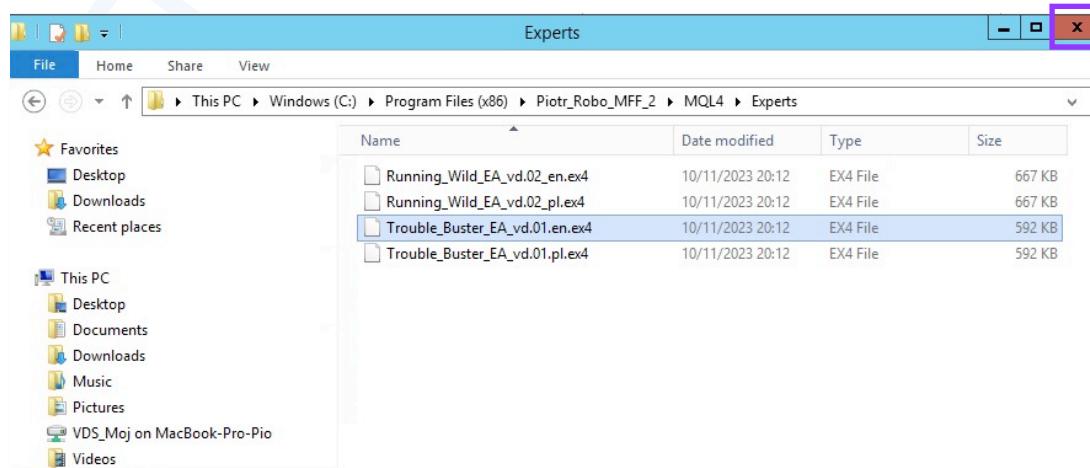 Experts
File Home Share View
This PC Windows (C:) Program Files (x86) Piotr_Robo_MFF_2 MQL4 Experts
Name Date modified Type Size
Favorites
Desktop
Downloads
Recent places
This PC
Desktop
Documents
Downloads
Music
Pictures
VDS_Moj on MacBook-Pro-Pio
Videos
Running_Wild_EA_vd.02_en.ex4 10/11/2023 20:12 EX4 File 667 KB
Running_Wild_EA_vd.02_pl.ex4 10/11/2023 20:12 EX4 File 667 KB
Trouble_Buster_EA_vd.01.en.ex4 10/11/2023 20:12 EX4 File 592 KB
Trouble_Buster_EA_vd.01.pl.ex4 10/11/2023 20:12 EX4 File 592 KB